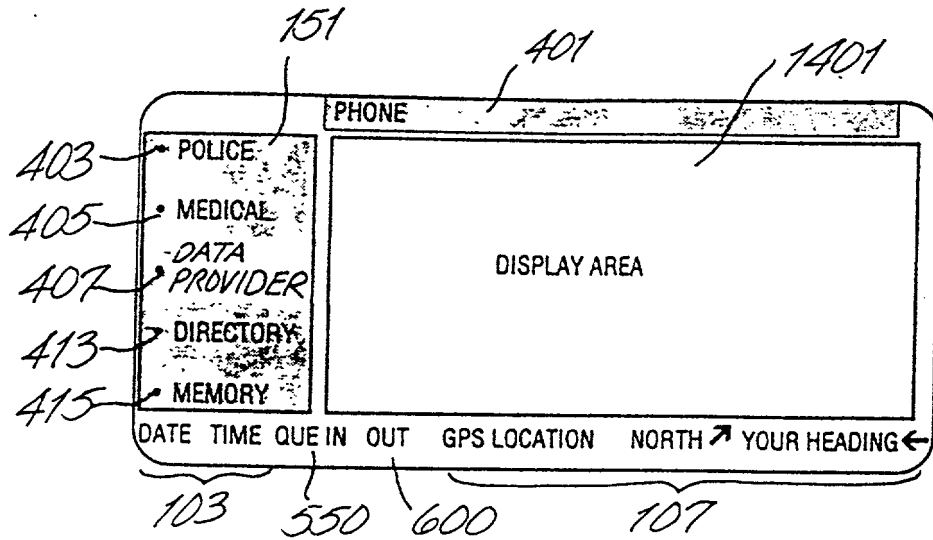 151
401
1401
PHONE
403
• POLICE
405
• MEDICAL
407
• DATA
PROVIDER
DISPLAY AREA
413
• DIRECTORY
415
• MEMORY
DATE TIME QUE IN OUT GPS LOCATION NORTH ↗ YOUR HEADING ←
103
550
600
107